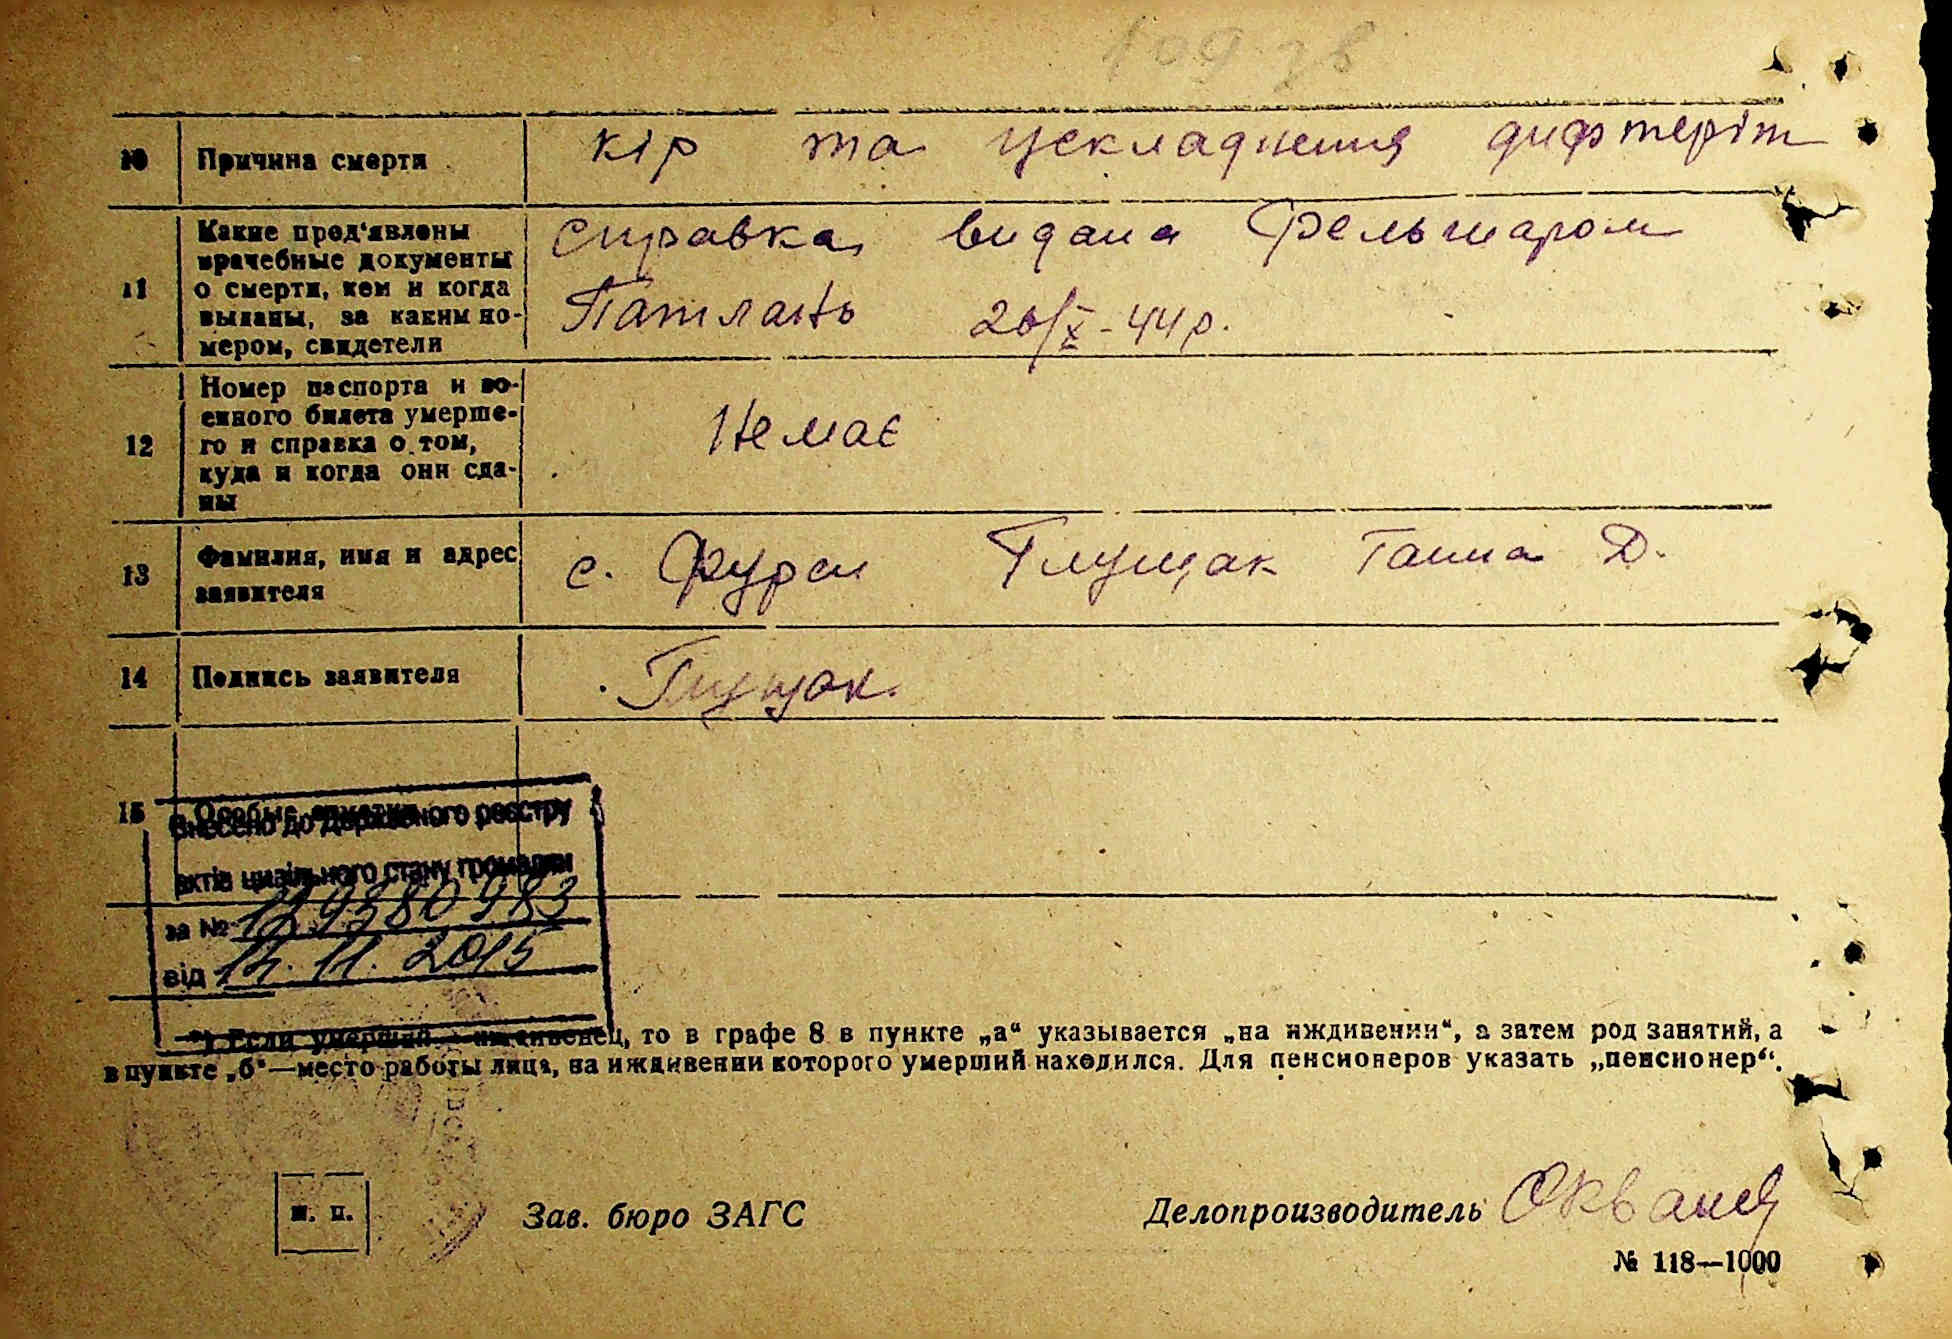 109 зв
10 Причина смерти кір та ускладнення дифтеріт
11 Какие пред'явлены
врачебные документы
о смерти, кем и когда
выданы, за каким но-
мером, свидетели
справка видана Фельшаром
Патлань 26/X-44р.
12 Номер паспорта и во-
енного билета умерше-
го и справка о том,
куда и когда они сда-
ны
Немає
13 Фамилия, имя и адрес
заявителя
с. Фурси Глущак Ганна Д.
14 Подпись заявителя Глущак.
15 Особые отметки
Внесено до Державного реєстру
актів цивільного стану громадян
за №
від 11. 2015
*) Если умерший – иждивенец, то в графе 8 в пункте „а“ указывается „на иждивении“, а затем род занятий, а
в пункте „б“—место работы лица, на иждивении которого умерший находился. Для пенсионеров указать „пенсионер“.
м. п.
Зав. бюро ЗАГС
Делопроизводитель
№ 118—1000